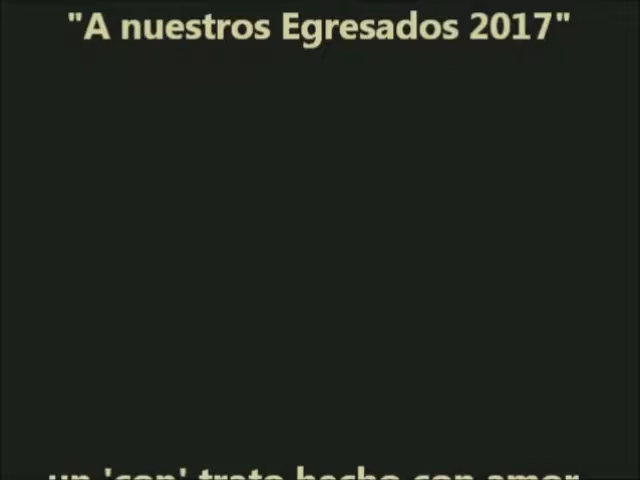 "A nuestros Egresados 2017"
un 'con' trato hecho con amor